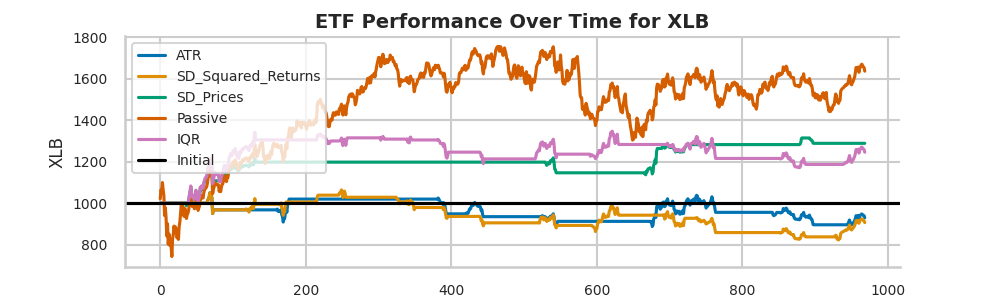 ETF Performance Over Time for XLB
XLB
1800
1600
1400
1200
1000
800
ATR
SD_Squared_Returns
SD_Prices
Passive
IQR
Initial
0 200 400 600 800 1000